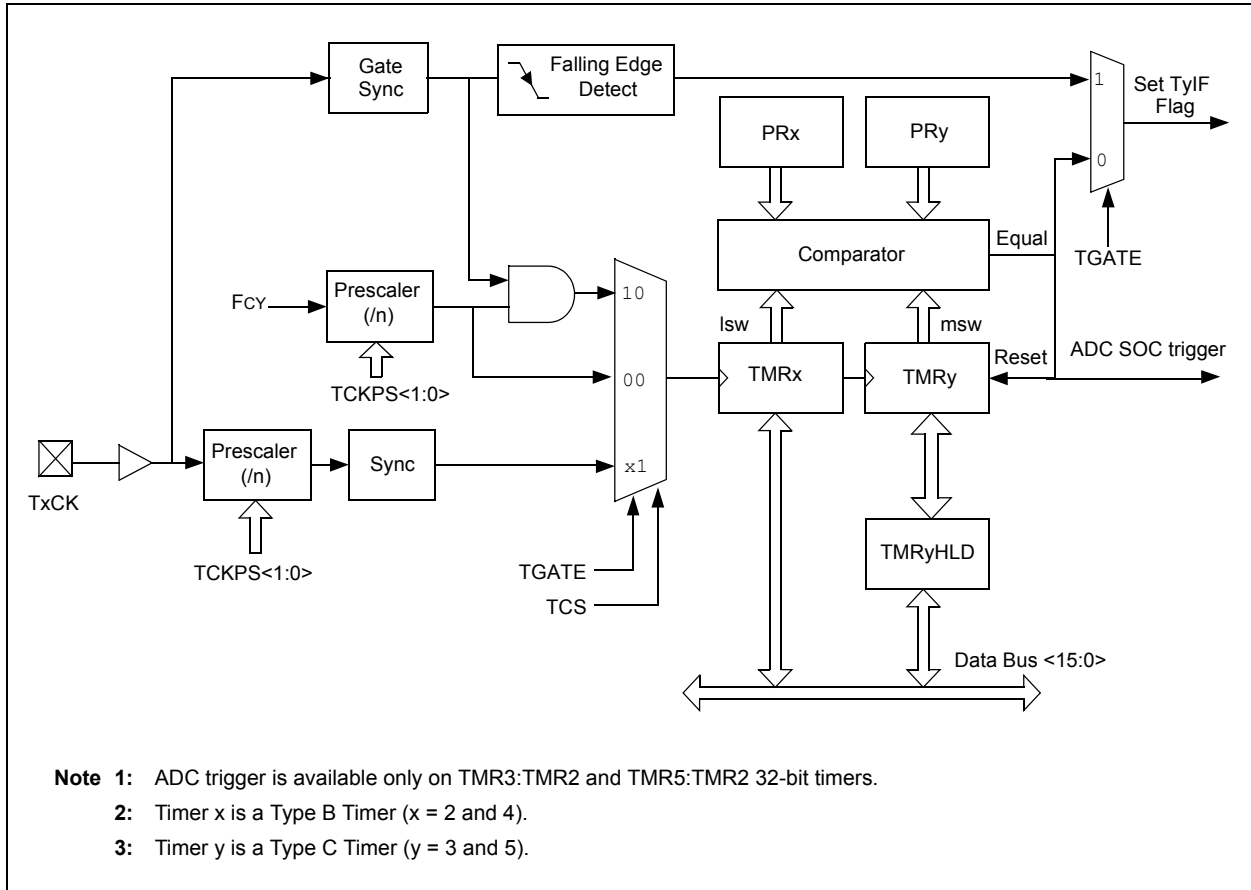 Gate
Sync
Falling Edge
Detect
1
Set TyIF
Flag
PRx
PRy
0
Equal
Comparator
TGATE
10
FCY
Prescaler
(/n)
lsw
msw
TMRx
TMRy
Reset
ADC SOC trigger
00
TCKPS<1:0>
Prescaler
(/n)
Sync
x1
TxCK
TMRyHLD
TGATE
TCKPS<1:0>
TCS
Data Bus <15:0>
Note 1: ADC trigger is available only on TMR3:TMR2 and TMR5:TMR2 32-bit timers.
2: Timer x is a Type B Timer (x = 2 and 4).
3: Timer y is a Type C Timer (y = 3 and 5).